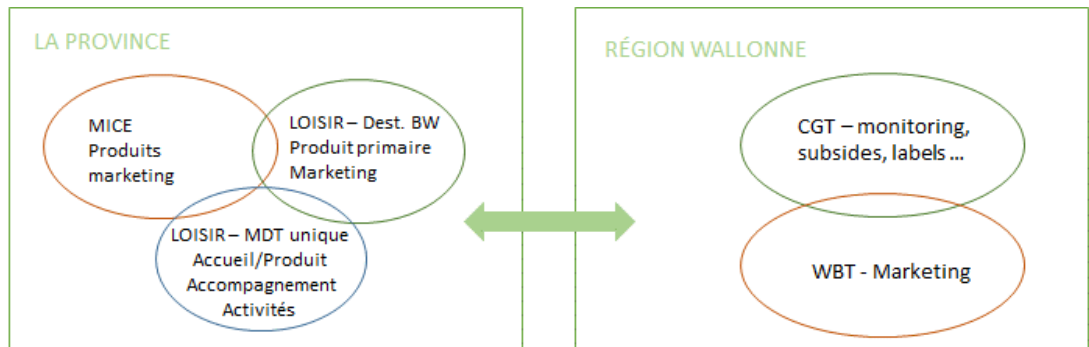 LA PROVINCE
MICE
Produits
marketing
LOISIR – Dest. BW
Produit primaire
Marketing
LOISIR – MDT unique
Accueil/Produit
Accompagnement
Activités
RÉGION WALLONNE
CGT – monitoring,
subsides, labels ...
WBT - Marketing